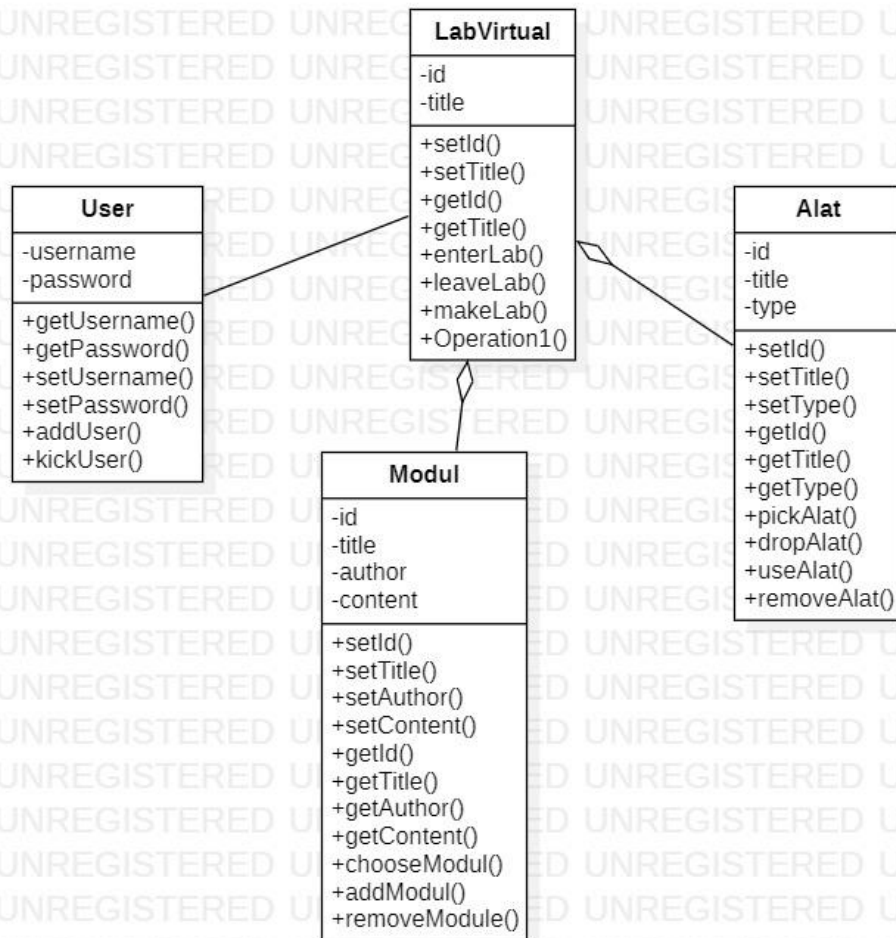 LabVirtual
-id
-title
+setId()
+setTitle()
+getId()
+getTitle()
+enterLab()
+leaveLab()
+makeLab()
+Operation1()
User
-username
-password
+getUsername()
+getPassword()
+setUsername()
+setPassword()
+addUser()
+kickUser()
Alat
-id
-title
-type
+setId()
+setTitle()
+setType()
+getId()
+getTitle()
+getType()
+pickAlat()
+dropAlat()
+useAlat()
+removeAlat()
Modul
-id
-title
-author
-content
+setId()
+setTitle()
+setAuthor()
+setContent()
+getId()
+getTitle()
+getAuthor()
+getContent()
+chooseModul()
+addModul()
+removeModule()
UNREGISTERED